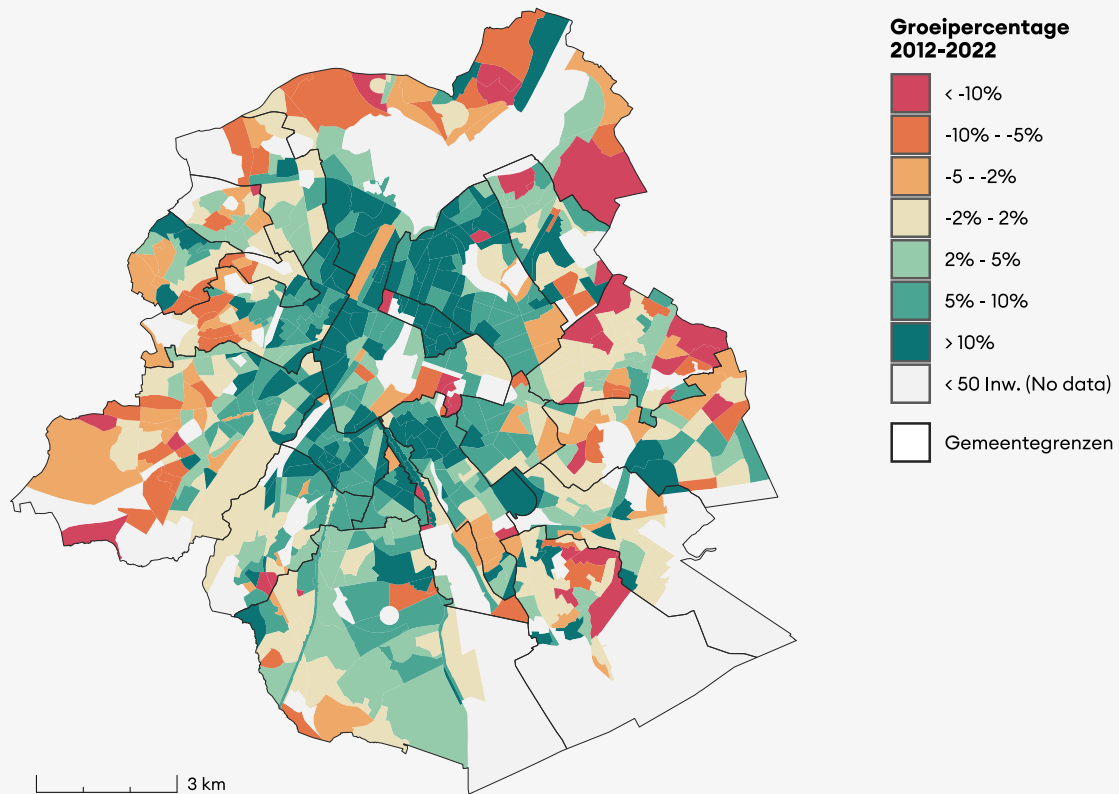 Groeipercentage
2012-2022
< -10%
-10% - -5%
-5 - -2%
-2% - 2%
2% - 5%
5% - 10%
> 10%
< 50 Inw. (No data)
Gemeentegrenzen
3 km